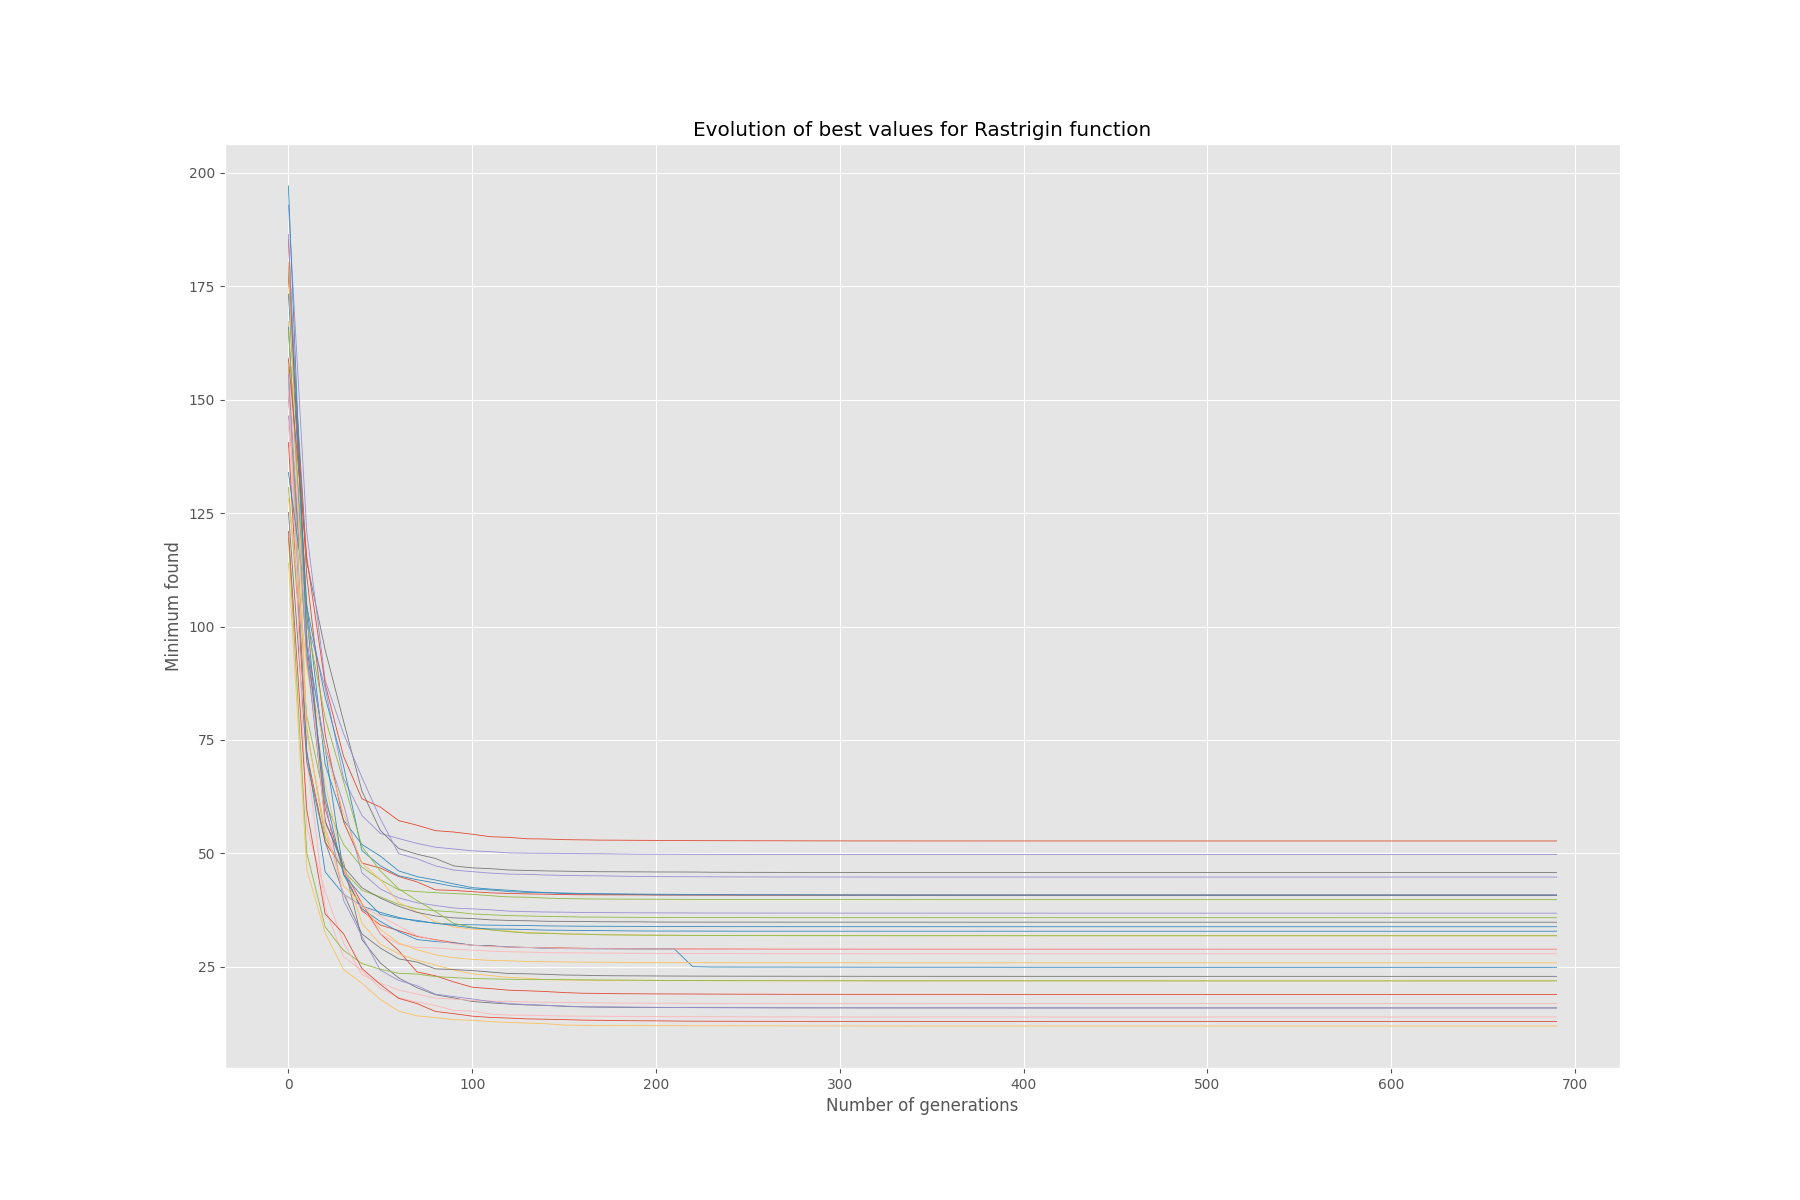 Evolution of best values for Rastrigin function
200
175
150
125
100
75
50
25
Minimum found
0 100 200 300 400 500 600 700
Number of generations